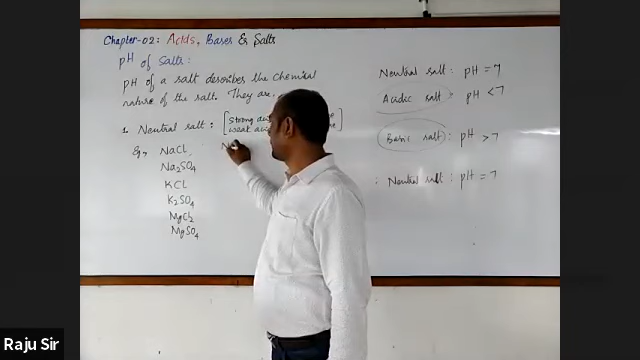 Chapter-02: Acids, Bases & Salts
pH of Salts:
pH of a salt describes the chemical
nature of the salt. They are,
1. Neutral salt: [strong
weak
Eg, NaCl
Na2SO4
KCl
K2SO4
MgCl2
MgSO4
N
Neutral salt: pH = 7
Acidic salt: pH < 7
Basic salt: pH > 7
: Neutral salt: pH = 7
Raju Sir